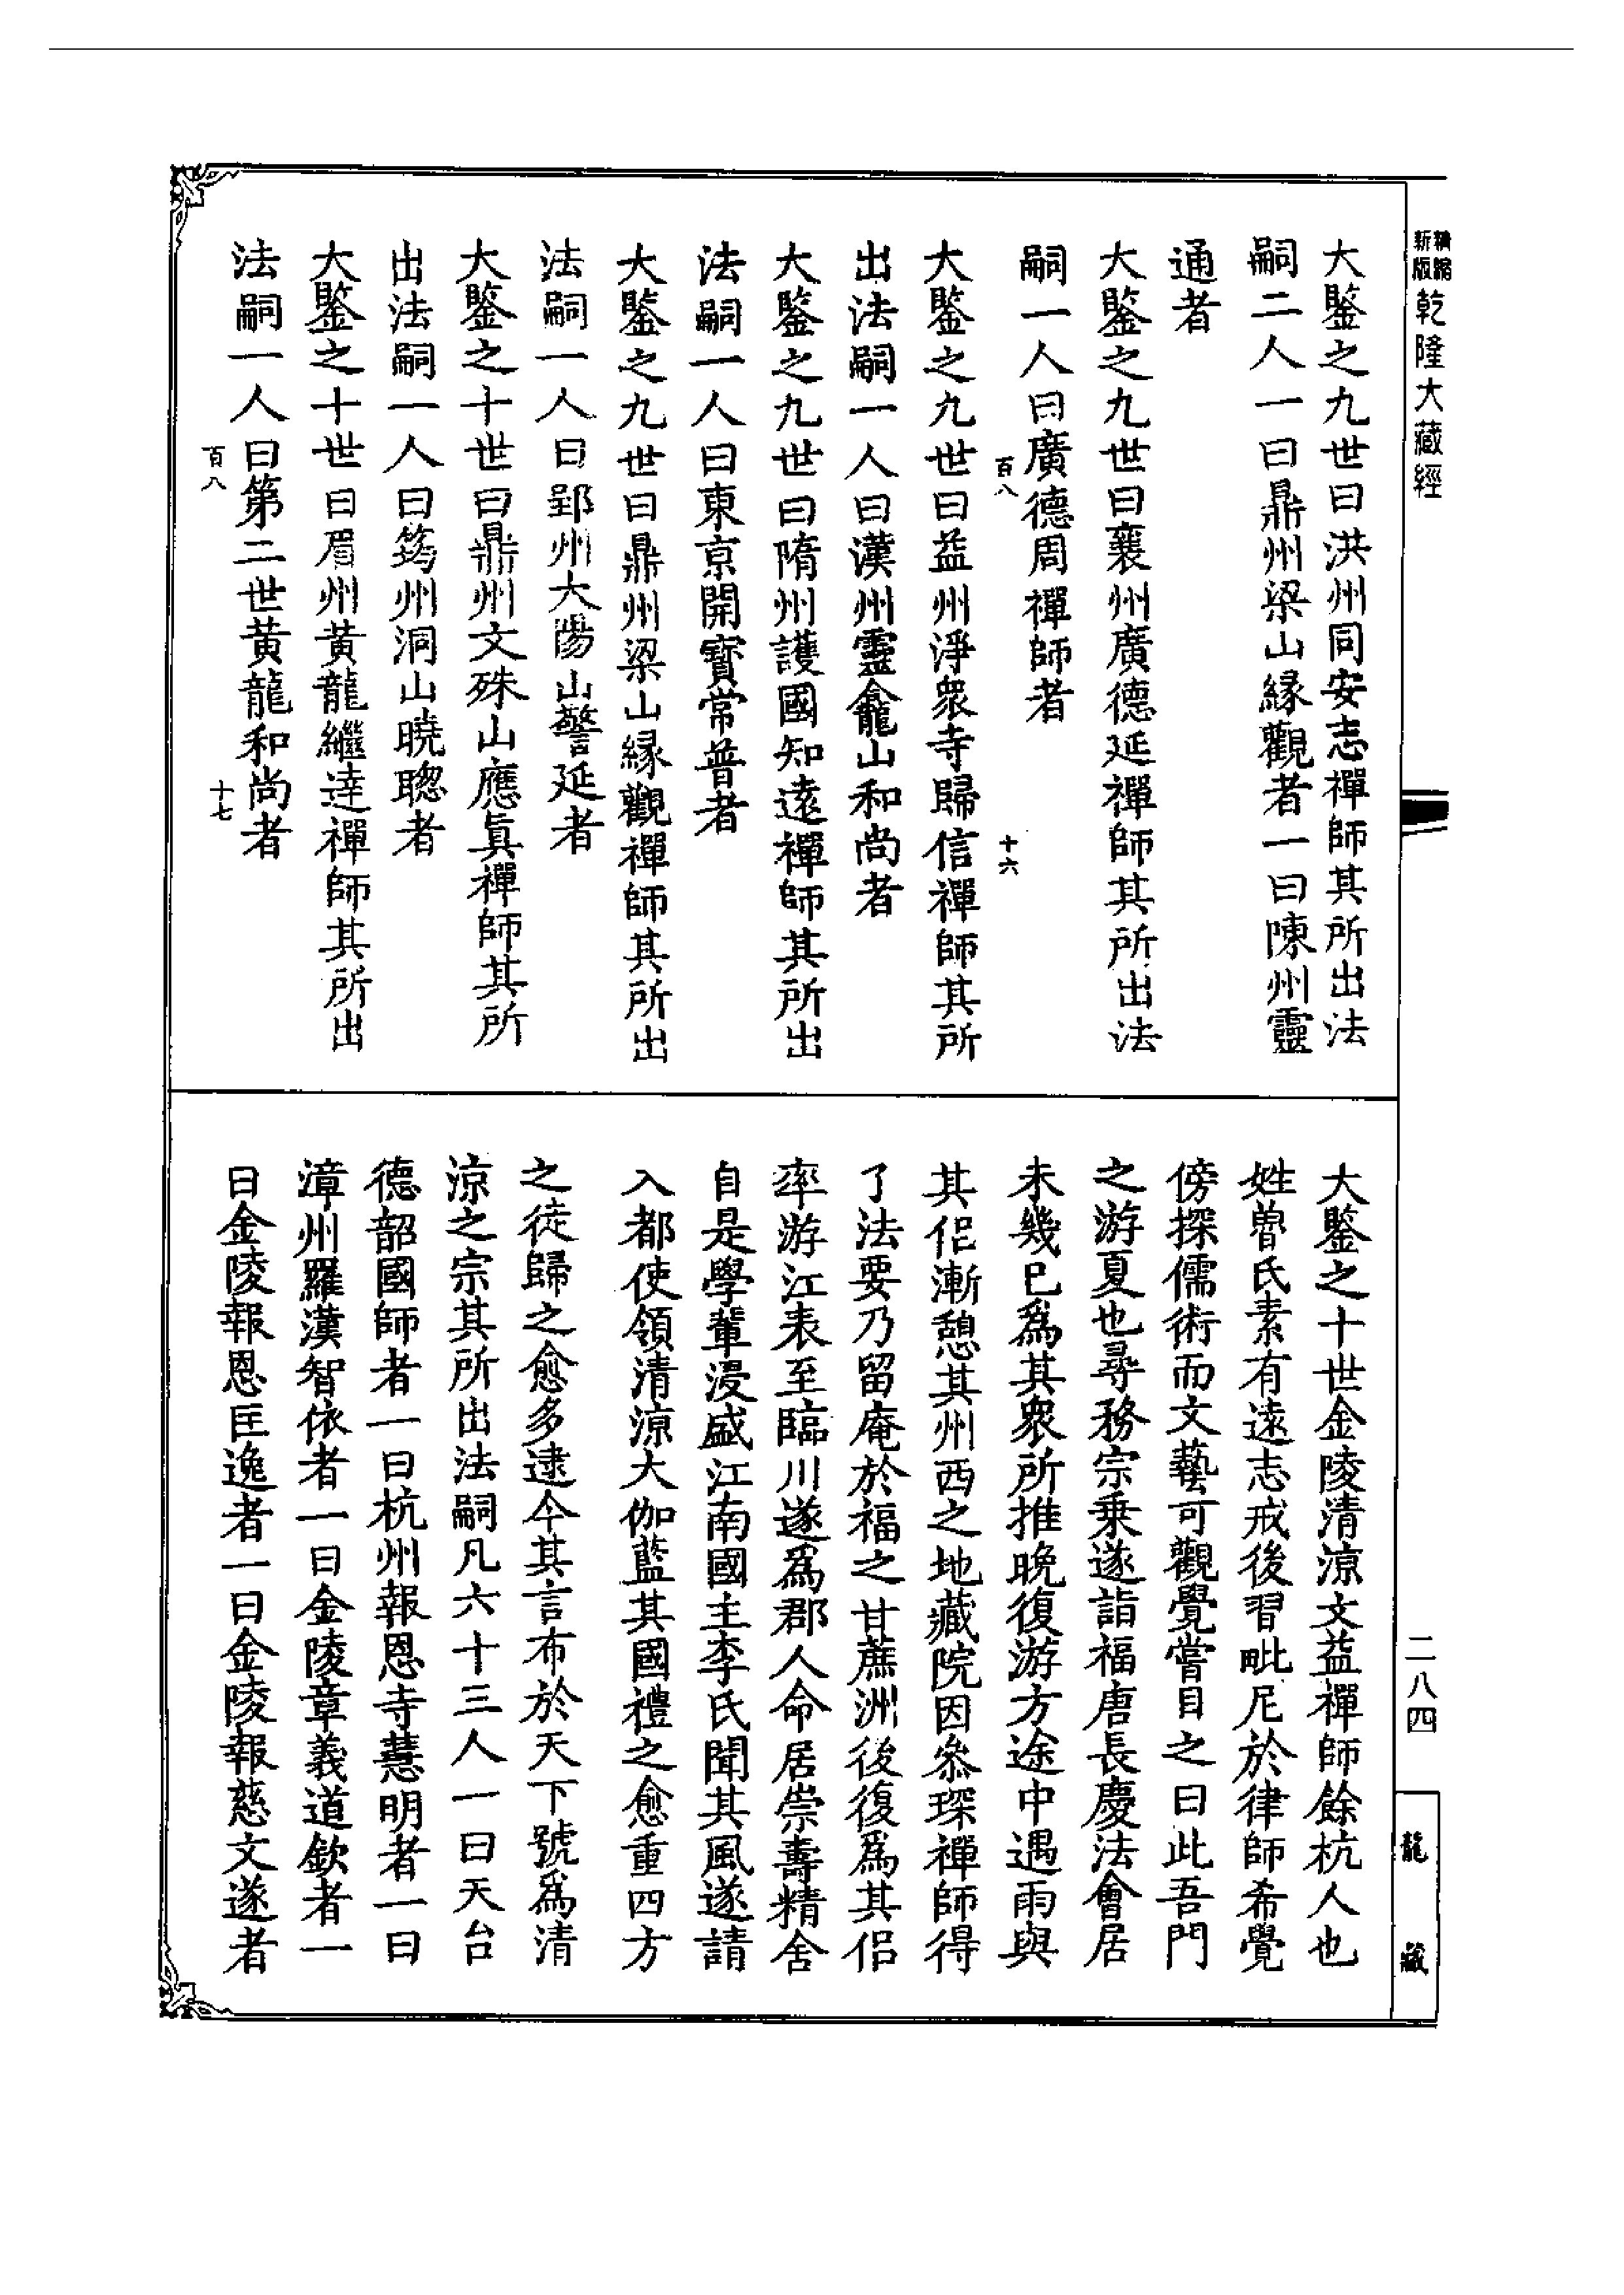 精縮
新版
乾隆大藏經
大鑒之九世曰洪州同安志禪師其所出法
嗣二人一曰鼎州梁山緣觀者一曰陳州靈
通者
大鑒之九世曰襄州廣德延禪師其所出法
嗣一人曰廣德周禪師者
百八
十六
大鑒之九世曰益州淨衆寺歸信禪師其所
出法嗣一人曰漢州靈龕山和尚者
大鑒之九世曰隋州護國知遠禪師其所出
法嗣一人曰東京開寶常普者
大鑒之九世曰鼎州梁山緣觀禪師其所出
法嗣一人曰郢州大陽山警延者
大鑒之十世曰鼎州文殊山應眞禪師其所
出法嗣一人曰筠州洞山曉聰者
大鑒之十世曰眉州黃龍繼達禪師其所出
法嗣一人曰第二世黃龍和尚者
百八
十七
大鑒之十世金陵清涼文益禪師餘杭人也
姓魯氏素有遠志戒後習毗尼於律師希覺
傍探儒術而文藝可觀覺嘗目之曰此吾門
之游夏也尋務宗乘遂詣福唐長慶法會居
未幾已爲其衆所推晚復游方途中遇雨與
其侶漸憩其州西之地藏院因叅琛禪師得
了法要乃留庵於福之甘蔗洲後復爲其侶
率游江表至臨川遂爲郡人命居崇壽精舍
自是學輩浸盛江南國主李氏聞其風遂請
入都使領清涼大伽藍其國禮之愈重四方
之徒歸之愈多逮今其言布於天下號爲清
涼之宗其所出法嗣凡六十三人一曰天台
德韶國師者一曰杭州報恩寺慧明者一曰
漳州羅漢智依者一曰金陵章義道欽者一
曰金陵報恩匡逸者一曰金陵報慈文遂者
二八四
龍藏